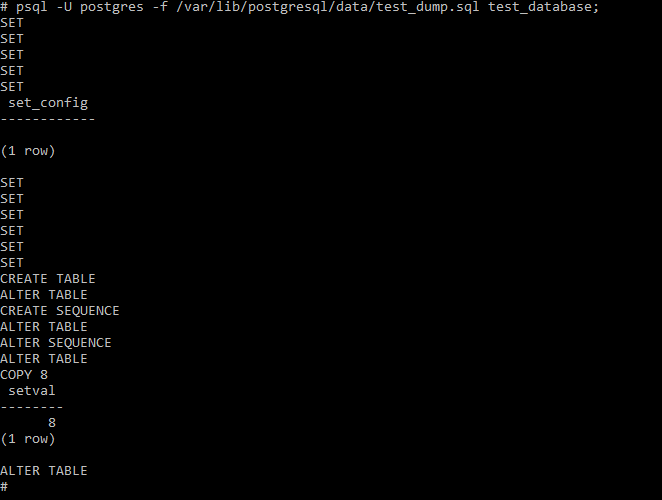 # psql -U postgres -f /var/lib/postgresql/data/test_dump.sql test_database;
SET
SET
SET
SET
SET
 set_config
------------

(1 row)

SET
SET
SET
SET
SET
SET
CREATE TABLE
ALTER TABLE
CREATE SEQUENCE
ALTER TABLE
ALTER SEQUENCE
ALTER TABLE
COPY 8
 setval
--------
      8
(1 row)

ALTER TABLE
#